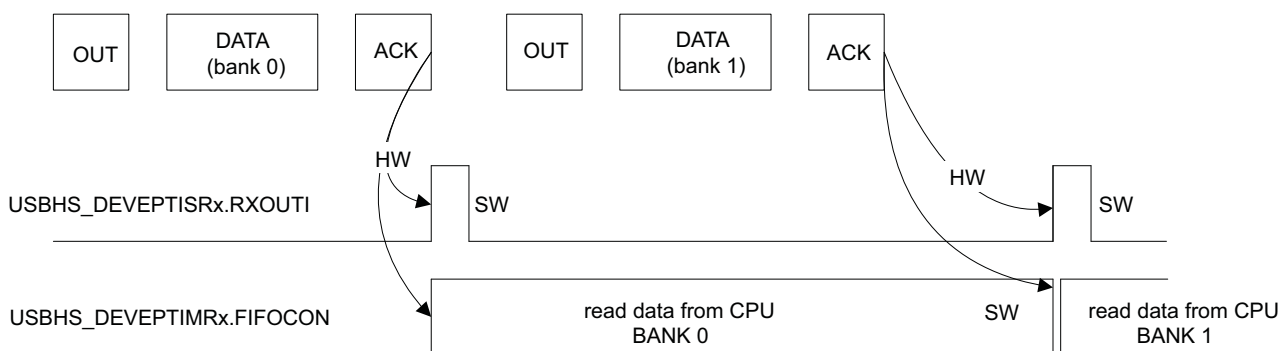 OUT
DATA
(bank 0)
ACK
OUT
DATA
(bank 1)
ACK
HW
HW
USBHS_DEVEPTISRx.RXOUTI
SW
SW
USBHS_DEVEPTIMRx.FIFOCON
read data from CPU
BANK 0
SW
read data from CPU
BANK 1